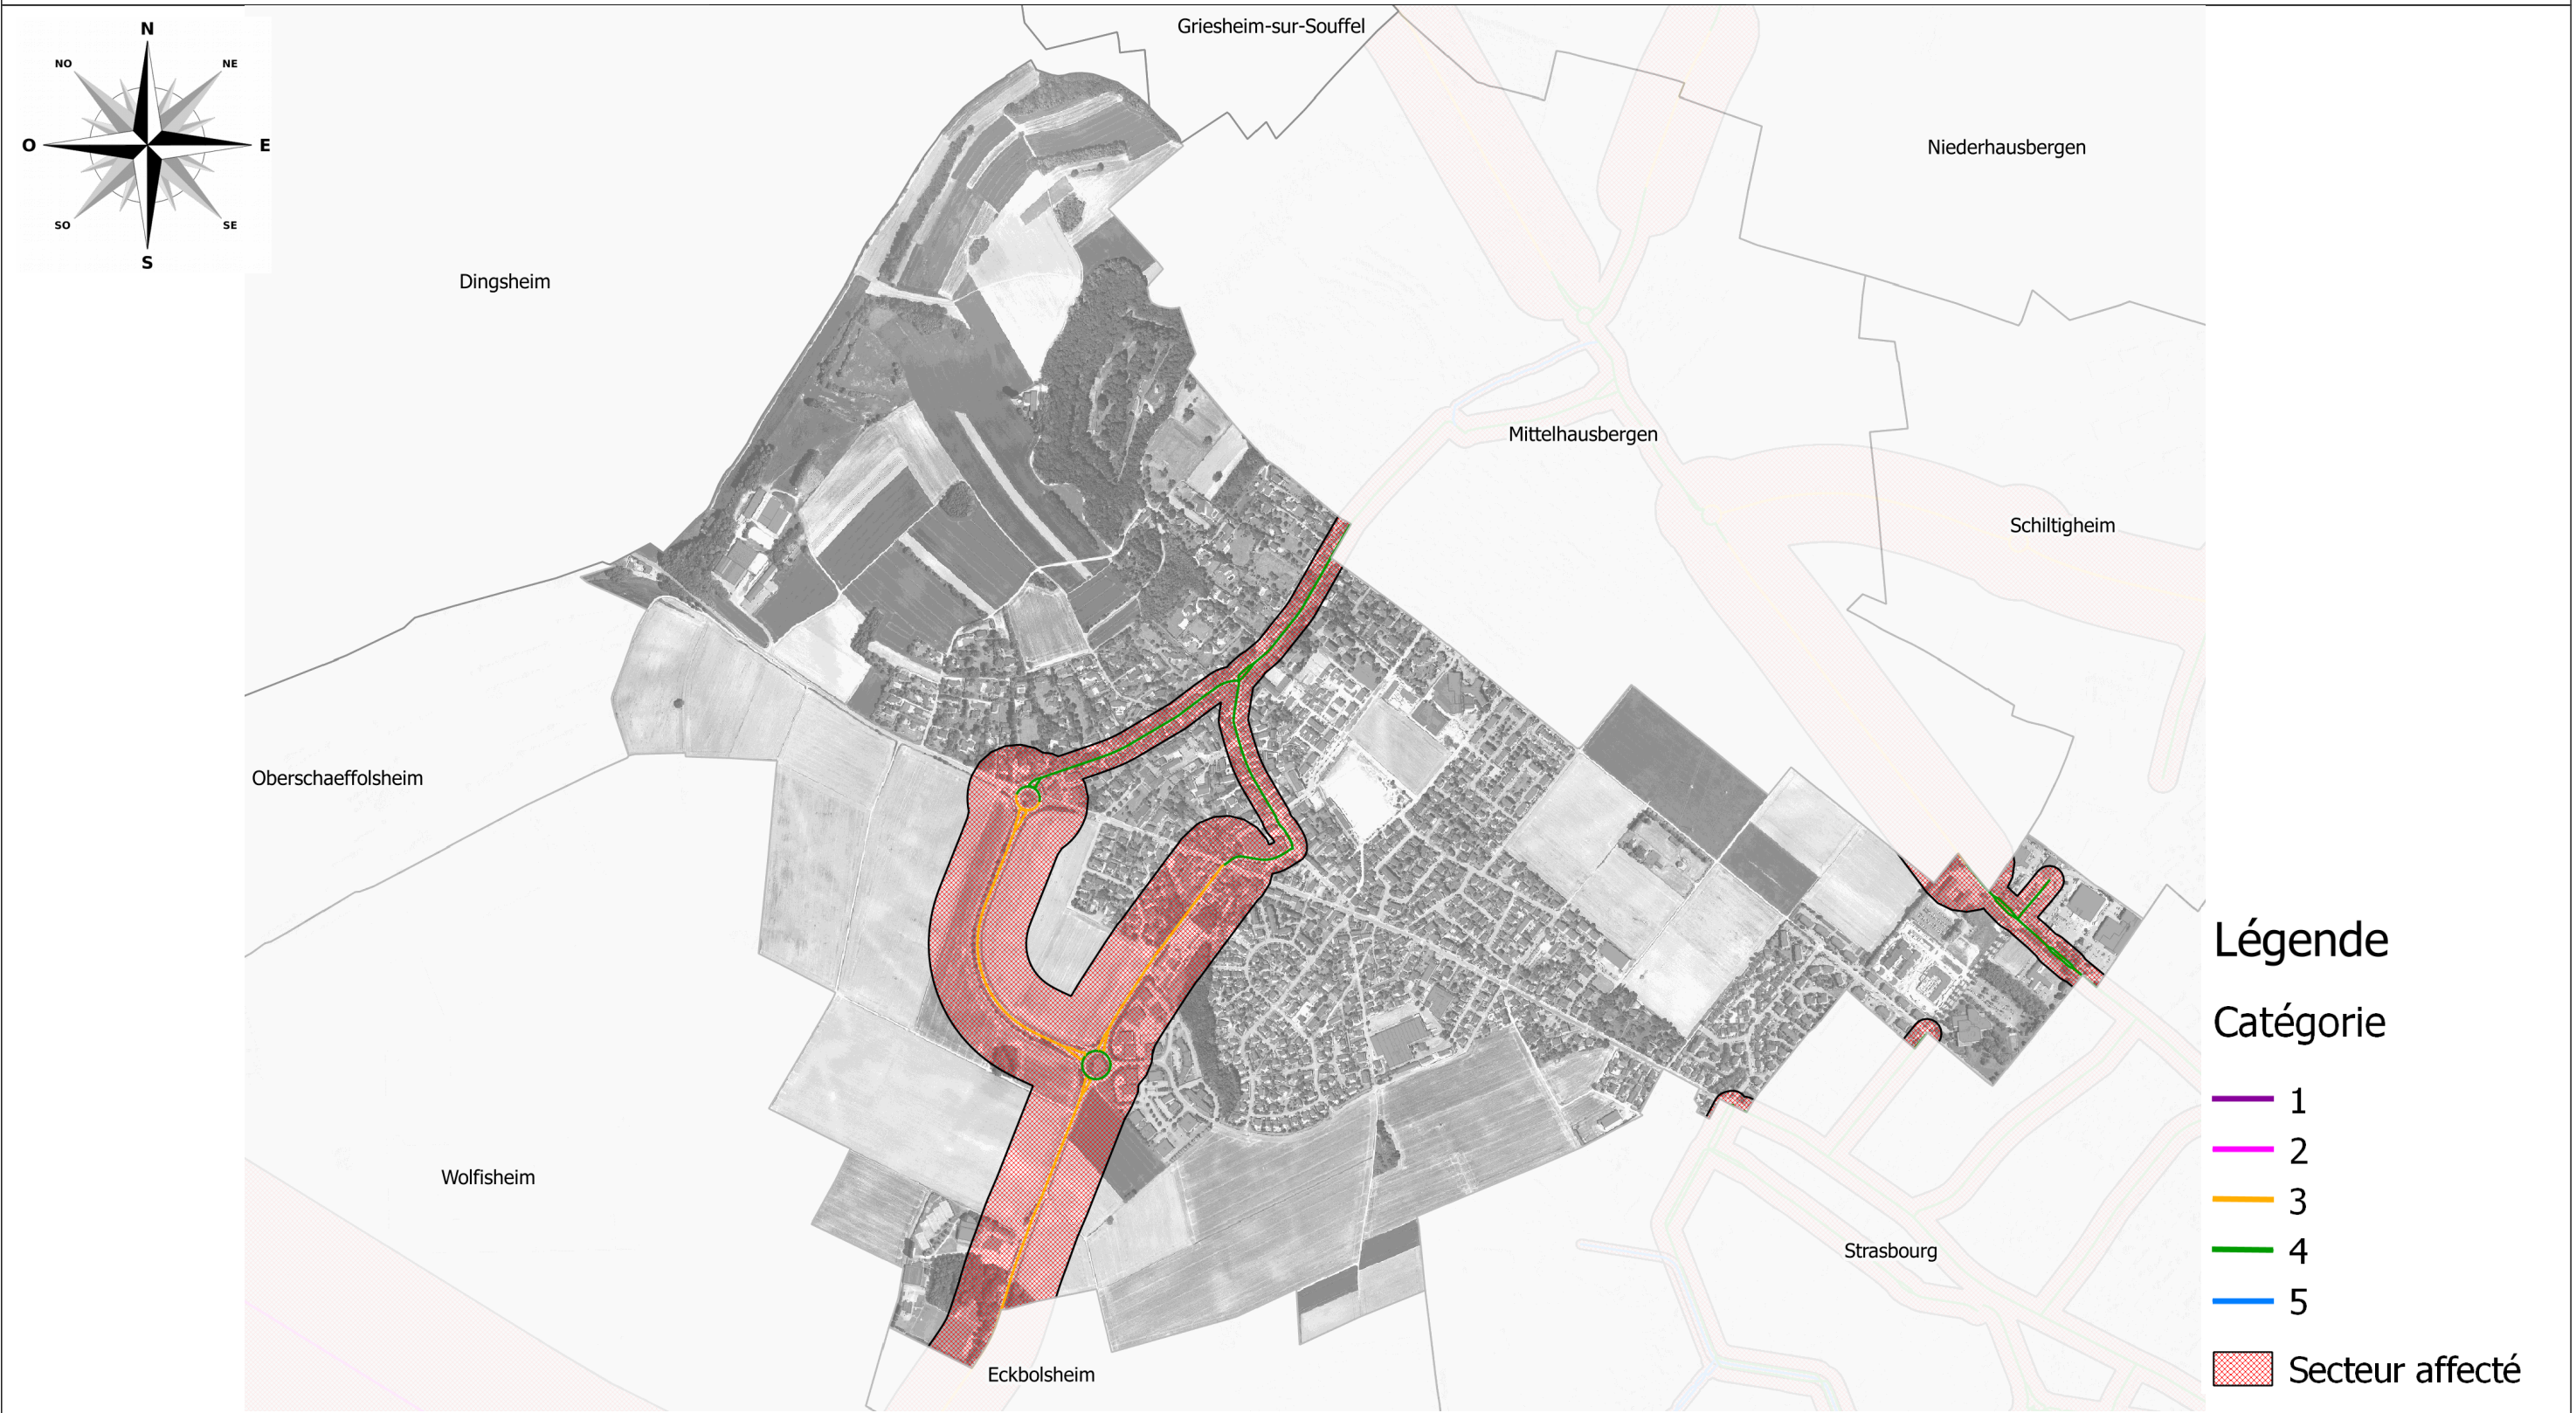 N
NO
NE
O
E
SO
SE
S
Griesheim-sur-Souffel
Niederhausbergen
Dingsheim
Mittelhausbergen
Schiltigheim
Oberschaeffolsheim
Wolfisheim
Strasbourg
Eckbolsheim
Légende
Catégorie
1
2
3
4
5
Secteur affecté